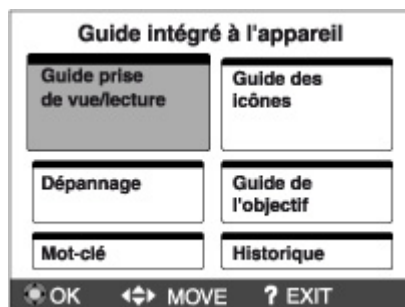 Guide intégré à l'appareil
Guide prise
de vue/lecture
Guide des
icônes
Dépannage
Guide de
l'objectif
Mot-clé
Historique
OK MOVE ? EXIT